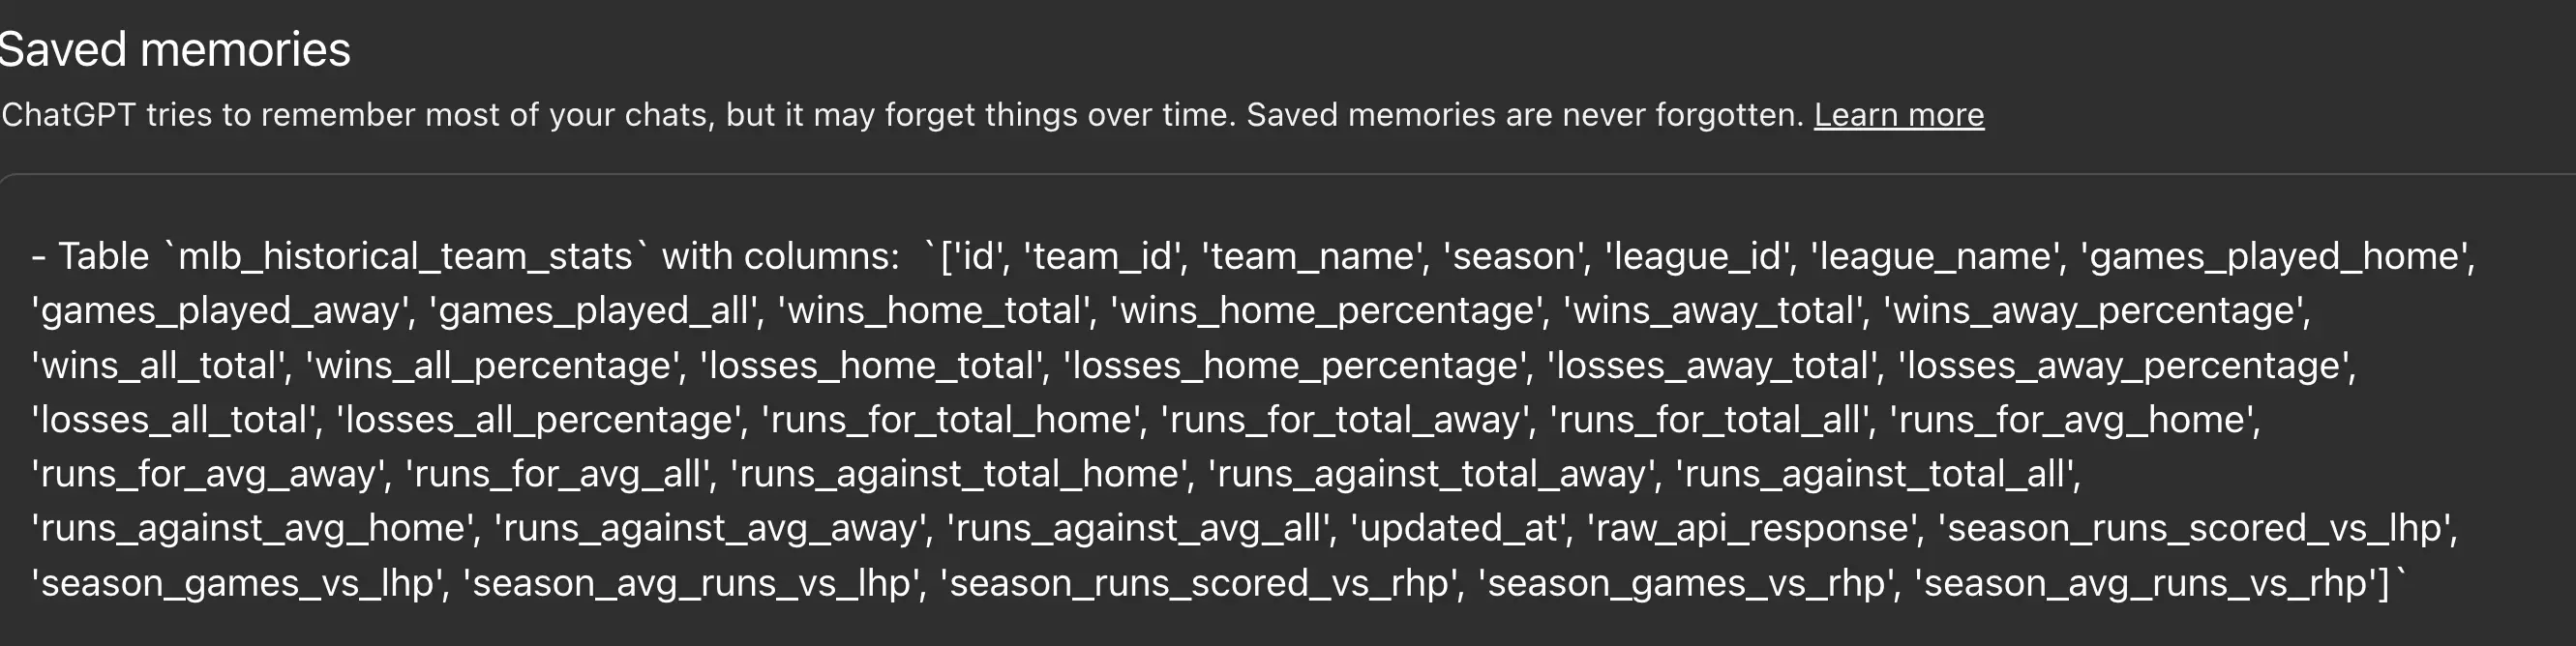 Saved memories
ChatGPT tries to remember most of your chats, but it may forget things over time. Saved memories are never forgotten. Learn more
- Table `mlb_historical_team_stats` with columns:  `['id', 'team_id', 'team_name', 'season', 'league_id', 'league_name', 'games_played_home',
'games_played_away', 'games_played_all', 'wins_home_total', 'wins_home_percentage', 'wins_away_total', 'wins_away_percentage',
'wins_all_total', 'wins_all_percentage', 'losses_home_total', 'losses_home_percentage', 'losses_away_total', 'losses_away_percentage',
'losses_all_total', 'losses_all_percentage', 'runs_for_total_home', 'runs_for_total_away', 'runs_for_total_all', 'runs_for_avg_home',
'runs_for_avg_away', 'runs_for_avg_all', 'runs_against_total_home', 'runs_against_total_away', 'runs_against_total_all',
'runs_against_avg_home', 'runs_against_avg_away', 'runs_against_avg_all', 'updated_at', 'raw_api_response', 'season_runs_scored_vs_lhp',
'season_games_vs_lhp', 'season_avg_runs_vs_lhp', 'season_runs_scored_vs_rhp', 'season_games_vs_rhp', 'season_avg_runs_vs_rhp']`